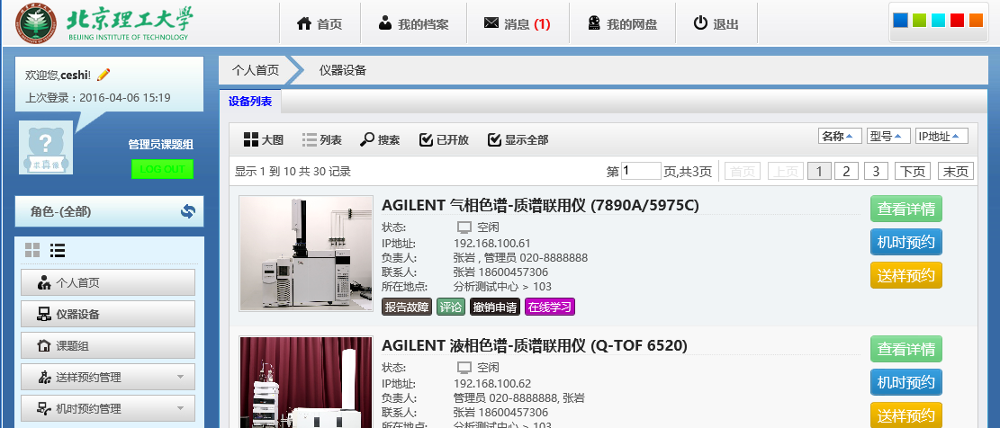 北京理工大学
BEIJING INSTITUTE OF TECHNOLOGY
首页 我的档案 消息 (1) 我的网盘 退出
欢迎您,ceshi!
上次登录：2016-04-06 15:19
?
求真像
管理员课题组
LOG OUT
角色-(全部)
个人首页
仪器设备
课题组
送样预约管理
机时预约管理
个人首页 仪器设备
设备列表
大图 列表 搜索 已开放 显示全部 名称 型号 IP地址
显示 1 到 10 共 30 记录 第 1 页,共3页 首页 上页 1 2 3 下页 末页
AGILENT 气相色谱-质谱联用仪 (7890A/5975C)
状态: 空闲
IP地址: 192.168.100.61
负责人: 张岩 , 管理员 020-8888888
联系人: 张岩 18600457306
所在地点: 分析测试中心 > 103
报告故障 评论 撤销申请 在线学习
查看详情
机时预约
送样预约
AGILENT 液相色谱-质谱联用仪 (Q-TOF 6520)
状态: 空闲
IP地址: 192.168.100.62
负责人: 管理员 020-8888888, 张岩
联系人: 张岩 18600457306
所在地点: 分析测试中心 > 103
查看详情
机时预约
送样预约